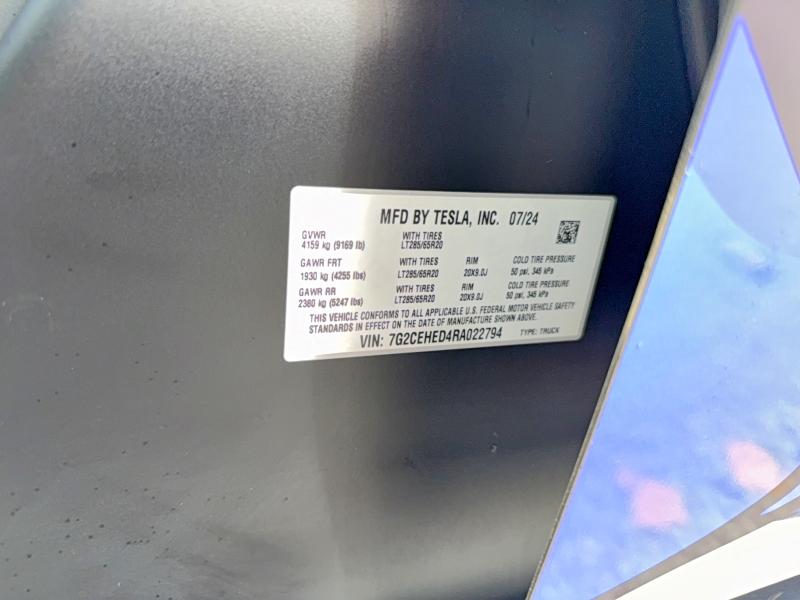 MFD BY TESLA, INC. 07/24
GVWR WITH TIRES
4159 kg (9169 lb) LT285/65R20
GAWR FRT WITH TIRES RIM COLD TIRE PRESSURE
1930 kg (4255 lbs) LT285/65R20 20X9.0J 50 psi, 345 kPa
GAWR RR WITH TIRES RIM COLD TIRE PRESSURE
2380 kg (5247 lbs) LT285/65R20 20X9.0J 50 psi, 345 kPa
THIS VEHICLE CONFORMS TO ALL APPLICABLE U.S. FEDERAL MOTOR VEHICLE SAFETY
STANDARDS IN EFFECT ON THE DATE OF MANUFACTURE SHOWN ABOVE.
VIN: 7G2CEHED4RA022794 TYPE: TRUCK